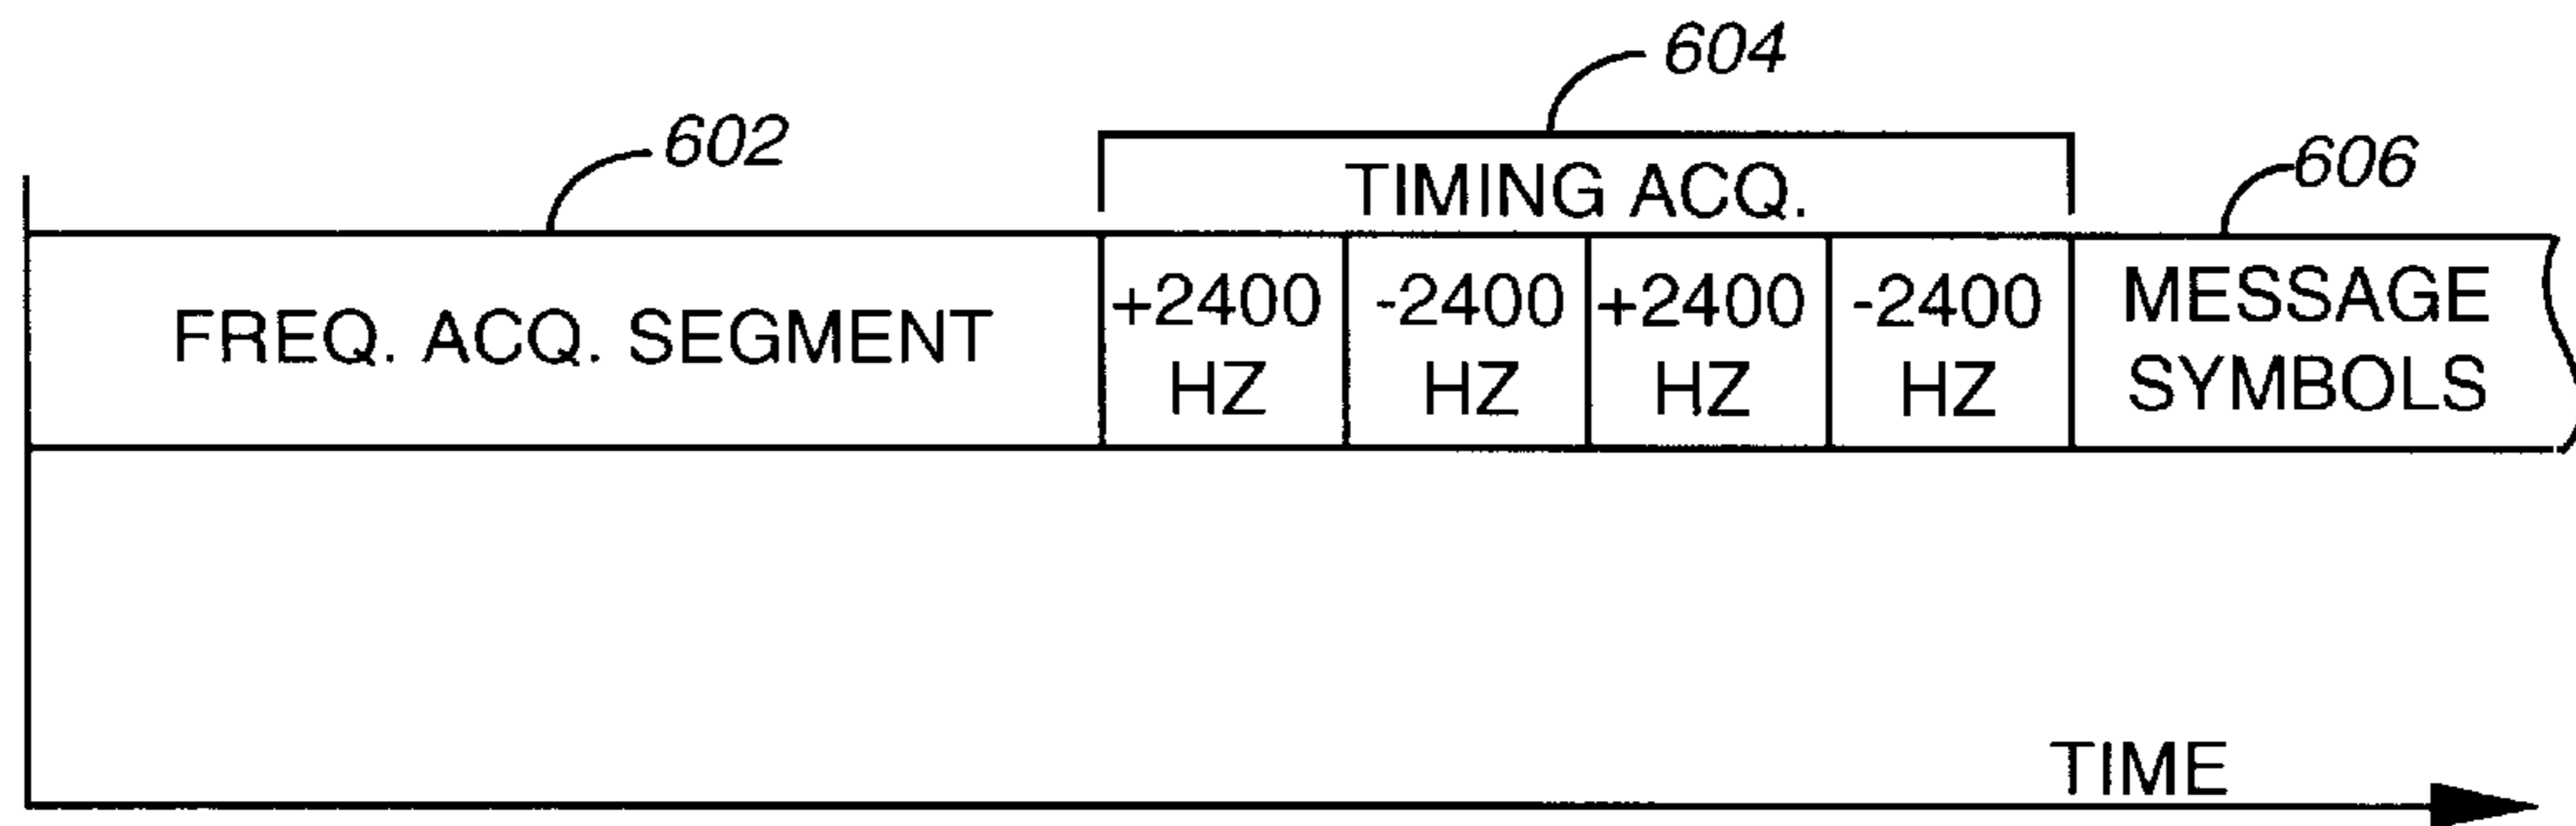 604
602
606
TIMING ACQ.
FREQ. ACQ. SEGMENT
+2400
HZ
-2400
HZ
+2400
HZ
-2400
HZ
MESSAGE
SYMBOLS
TIME